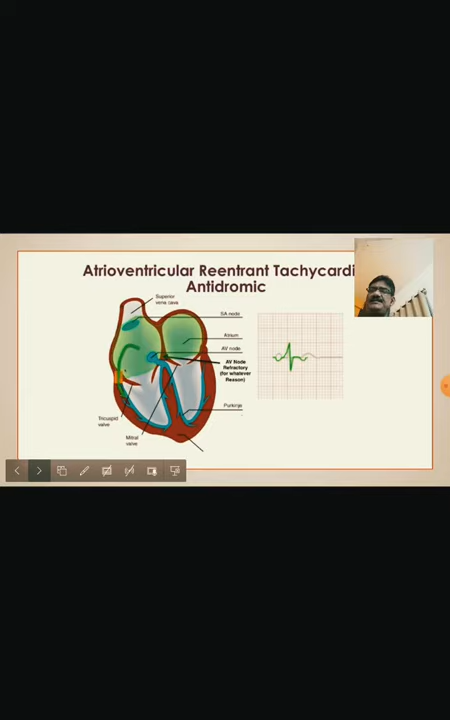 Atrioventricular Reentrant Tachycardi
Antidromic
Superior
vena cava
SA node
Atrium
AV node
AV Node
Refractory
(for whatever
Reason)
Purkinje
Tricuspid
valve
Mitral
valve